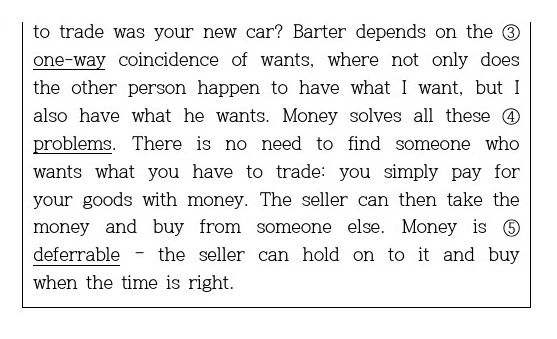 to trade was your new car? Barter depends on the ③
one-way coincidence of wants, where not only does
the other person happen to have what I want, but I
also have what he wants. Money solves all these ④
problems. There is no need to find someone who
wants what you have to trade: you simply pay for
your goods with money. The seller can then take the
money and buy from someone else. Money is ⑤
deferrable - the seller can hold on to it and buy
when the time is right.